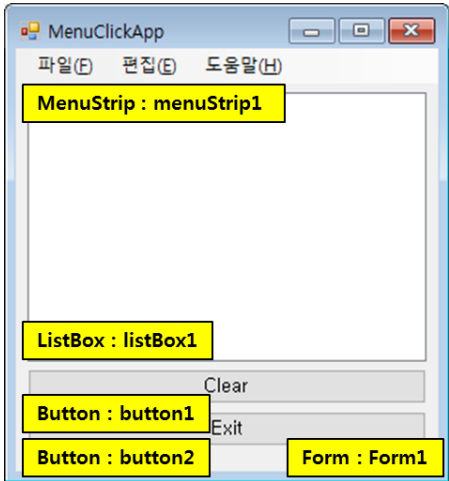 MenuClickApp
파일(F) 편집(E) 도움말(H)
MenuStrip : menuStrip1
ListBox : listBox1
Clear
Button : button1
Exit
Button : button2
Form : Form1